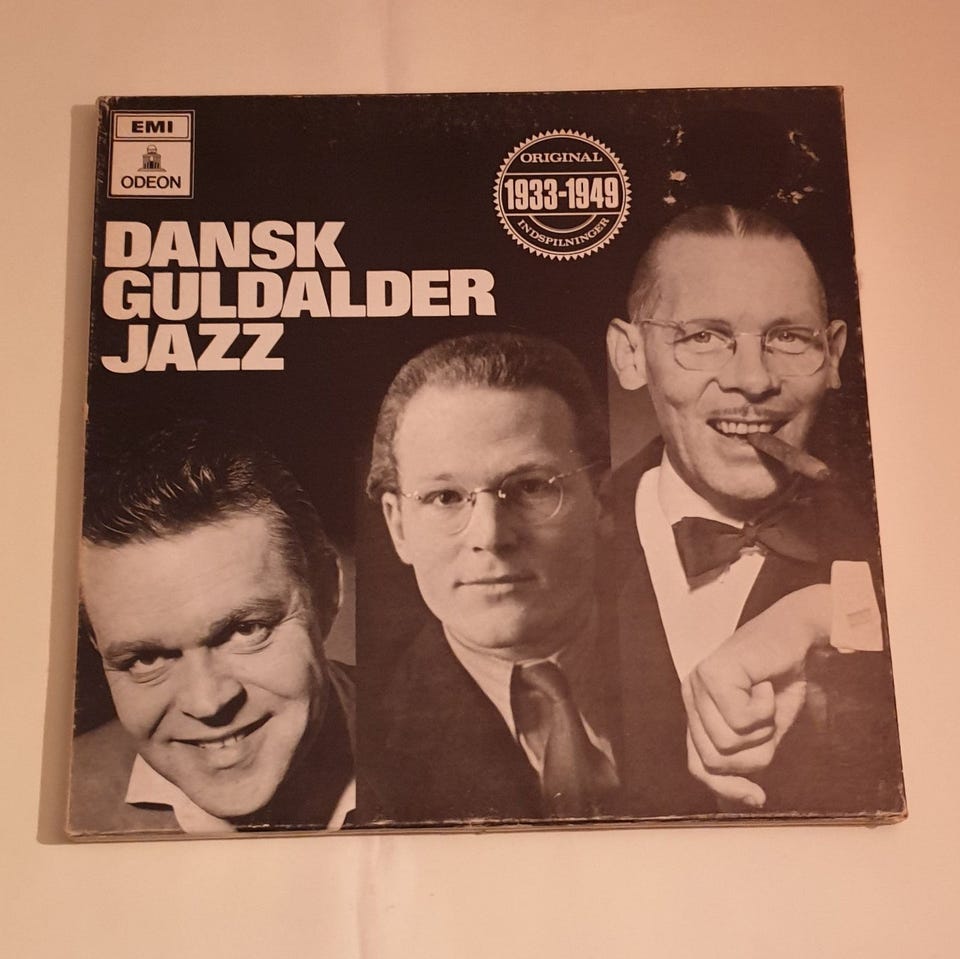 EMI
ODEON
ORIGINAL
1933-1949
INDSPILNINGER
DANSK
GULDALDER
JAZZ